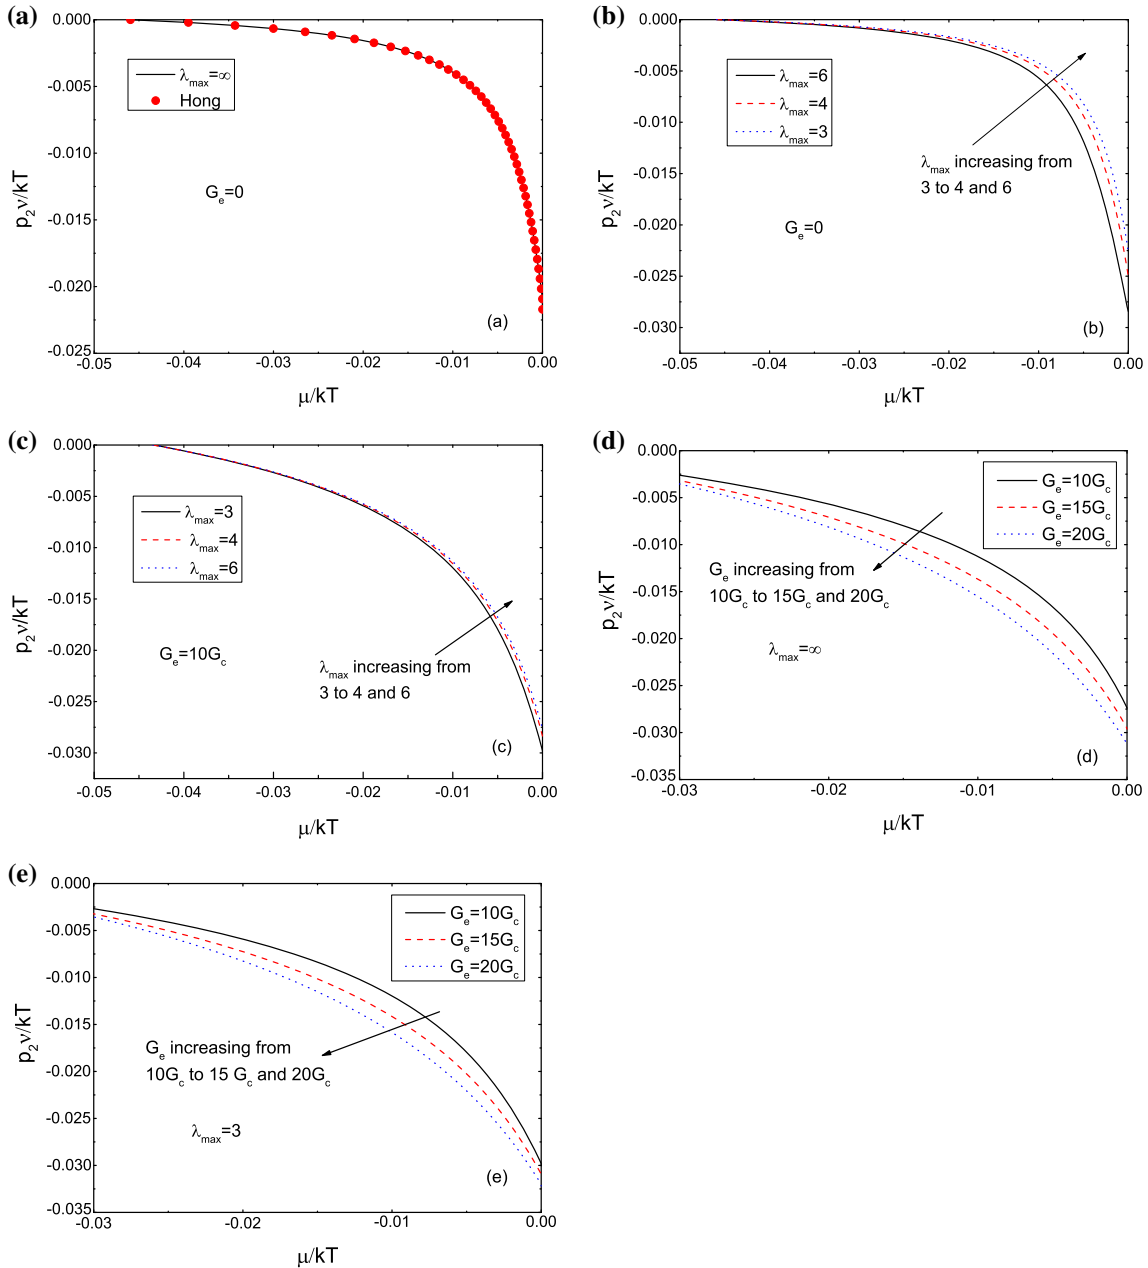 (a)
0.000
-0.005
-0.010
-0.015
-0.020
-0.025
p₂ν/kT
λmax=∞
Hong
Gₑ=0
(a)
-0.05 -0.04 -0.03 -0.02 -0.01 0.00
μ/kT
(b)
0.000
-0.005
-0.010
-0.015
-0.020
-0.025
-0.030
p₂ν/kT
λmax=6
λmax=4
λmax=3
λmax increasing from
3 to 4 and 6
Gₑ=0
(b)
-0.05 -0.04 -0.03 -0.02 -0.01 0.00
μ/kT
(c)
0.000
-0.005
-0.010
-0.015
-0.020
-0.025
-0.030
p₂ν/kT
λmax=3
λmax=4
λmax=6
Gₑ=10Gc
λmax increasing from
3 to 4 and 6
(c)
-0.05 -0.04 -0.03 -0.02 -0.01 0.00
μ/kT
(d)
0.000
-0.005
-0.010
-0.015
-0.020
-0.025
-0.030
-0.035
p₂ν/kT
Gₑ=10Gc
Gₑ=15Gc
Gₑ=20Gc
Gₑ increasing from
10Gc to 15Gc and 20Gc
λmax=∞
(d)
-0.03 -0.02 -0.01 0.00
μ/kT
(e)
0.000
-0.005
-0.010
-0.015
-0.020
-0.025
-0.030
-0.035
p₂ν/kT
Gₑ=10Gc
Gₑ=15Gc
Gₑ=20Gc
Gₑ increasing from
10Gc to 15 Gc and 20Gc
λmax=3
(e)
-0.03 -0.02 -0.01 0.00
μ/kT